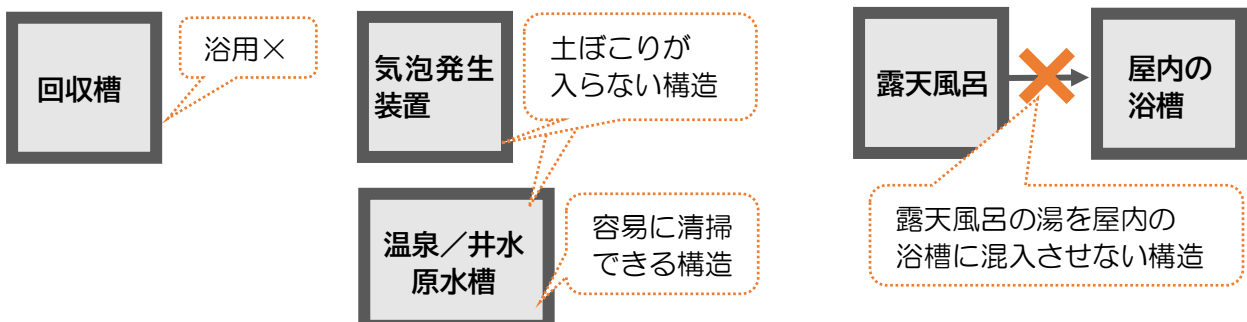 回収槽
浴用×
気泡発生
装置
土ぼこりが
入らない構造
温泉／井水
原水槽
容易に清掃
できる構造
露天風呂
屋内の
浴槽
露天風呂の湯を屋内の
浴槽に混入させない構造